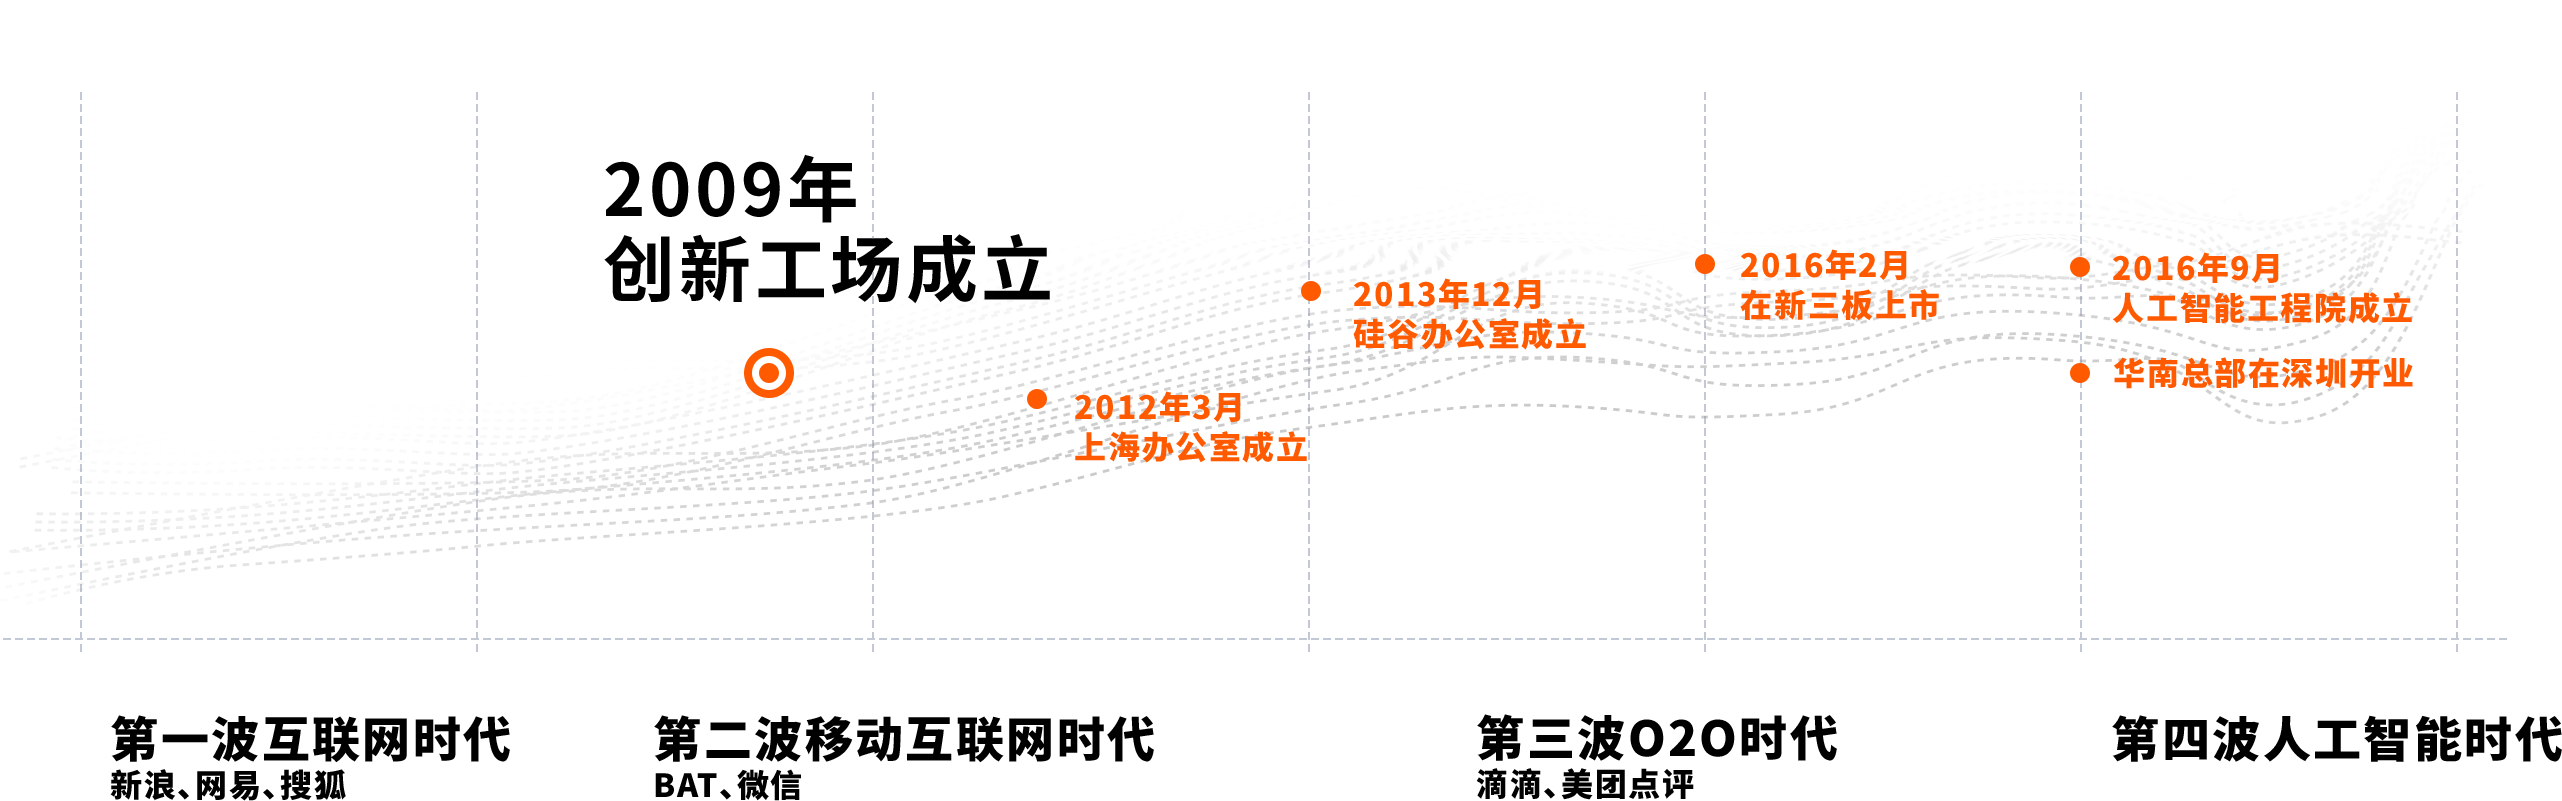 2009年
创新工场成立
2012年3月
上海办公室成立
2013年12月
硅谷办公室成立
2016年2月
在新三板上市
2016年9月
人工智能工程院成立
华南总部在深圳开业
第一波互联网时代
新浪、网易、搜狐
第二波移动互联网时代
BAT、微信
第三波O2O时代
滴滴、美团点评
第四波人工智能时代